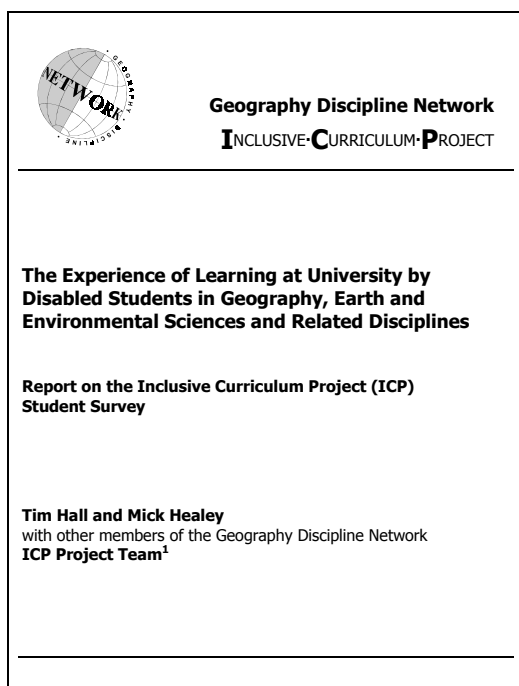 NETWORK
· GEOGRAPHY · DISCIPLINE ·
Geography Discipline Network
INCLUSIVE·CURRICULUM·PROJECT
The Experience of Learning at University by
Disabled Students in Geography, Earth and
Environmental Sciences and Related Disciplines
Report on the Inclusive Curriculum Project (ICP)
Student Survey
Tim Hall and Mick Healey
with other members of the Geography Discipline Network
ICP Project Team¹